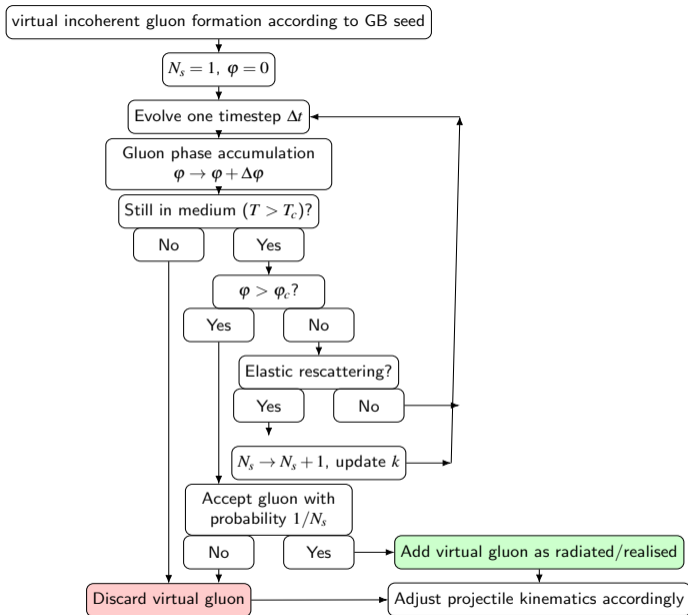 virtual incoherent gluon formation according to GB seed
N_s = 1, φ = 0
Evolve one timestep Δt
Gluon phase accumulation
φ → φ + Δφ
Still in medium (T > T_c)?
No
Yes
φ > φ_c?
Yes
No
Elastic rescattering?
Yes
No
N_s → N_s + 1, update k
Accept gluon with
probability 1/N_s
No
Yes
Add virtual gluon as radiated/realised
Discard virtual gluon
Adjust projectile kinematics accordingly